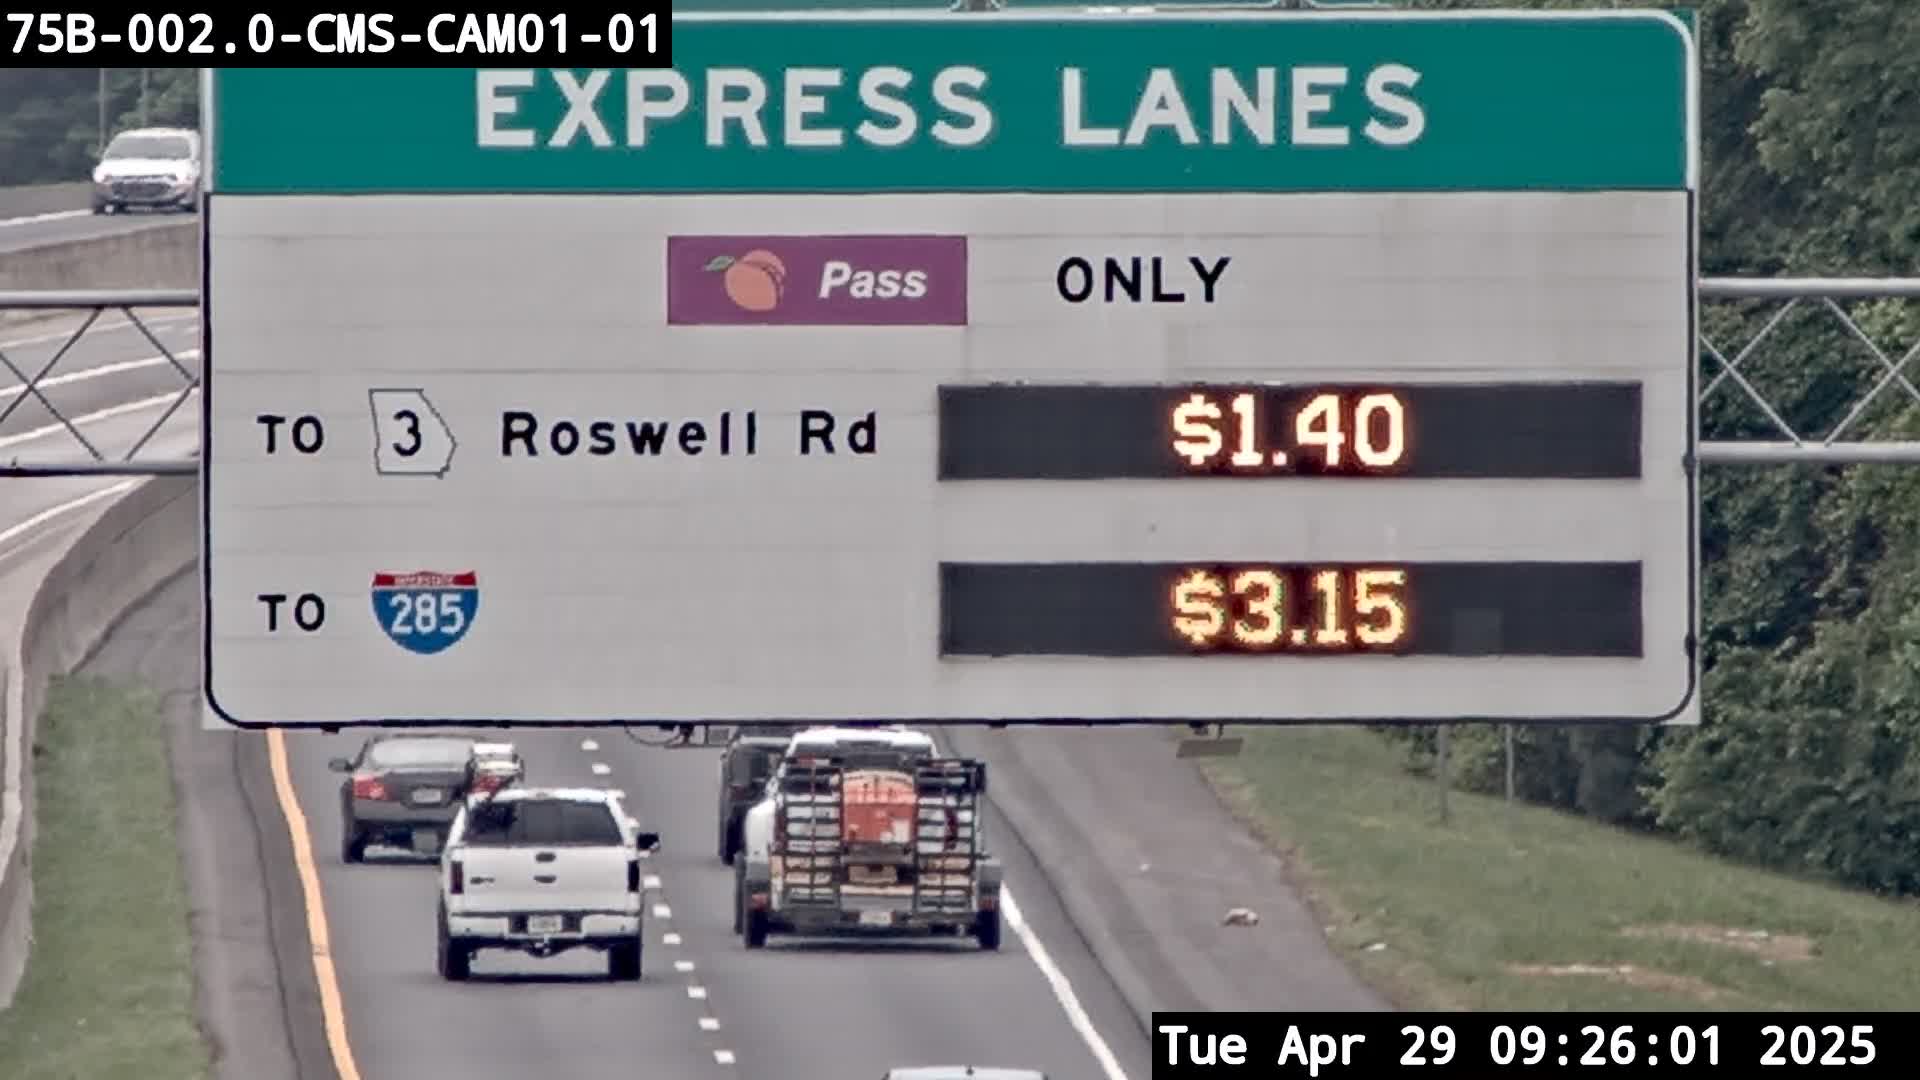 75B-002.0-CMS-CAM01-01
EXPRESS LANES
Pass ONLY
TO 3 Roswell Rd $1.40
INTERSTATE
TO 285 $3.15
Tue Apr 29 09:26:01 2025